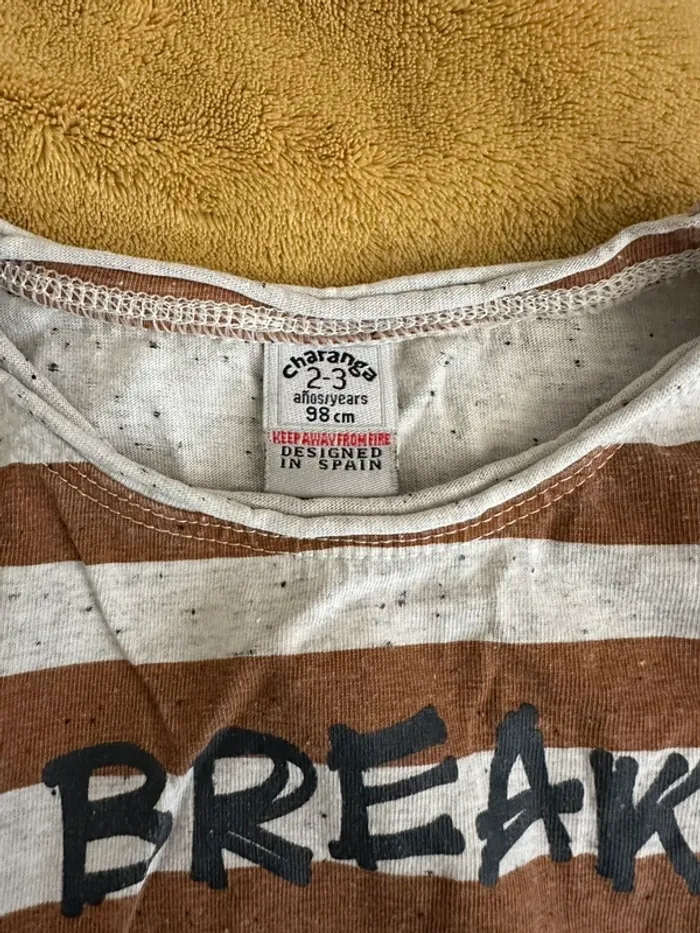 charanga
2-3
años/years
98 cm
KEEP AWAY FROM FIRE
DESIGNED
IN SPAIN
BREAK